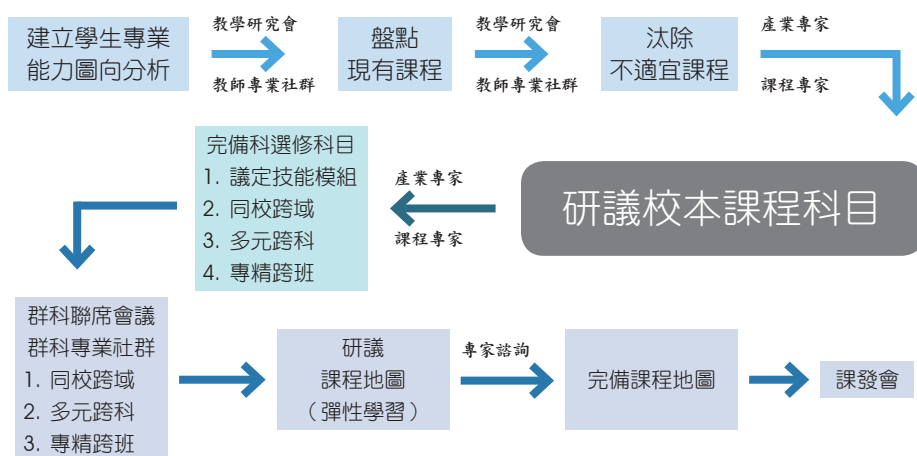 建立學生專業
能力圖向分析
教學研究會
教師專業社群
盤點
現有課程
教學研究會
教師專業社群
汰除
不適宜課程
產業專家
課程專家
研議校本課程科目
產業專家
課程專家
完備科選修科目
1. 議定技能模組
2. 同校跨域
3. 多元跨科
4. 專精跨班
群科聯席會議
群科專業社群
1. 同校跨域
2. 多元跨科
3. 專精跨班
研議
課程地圖
（彈性學習）
專家諮詢
完備課程地圖
課發會